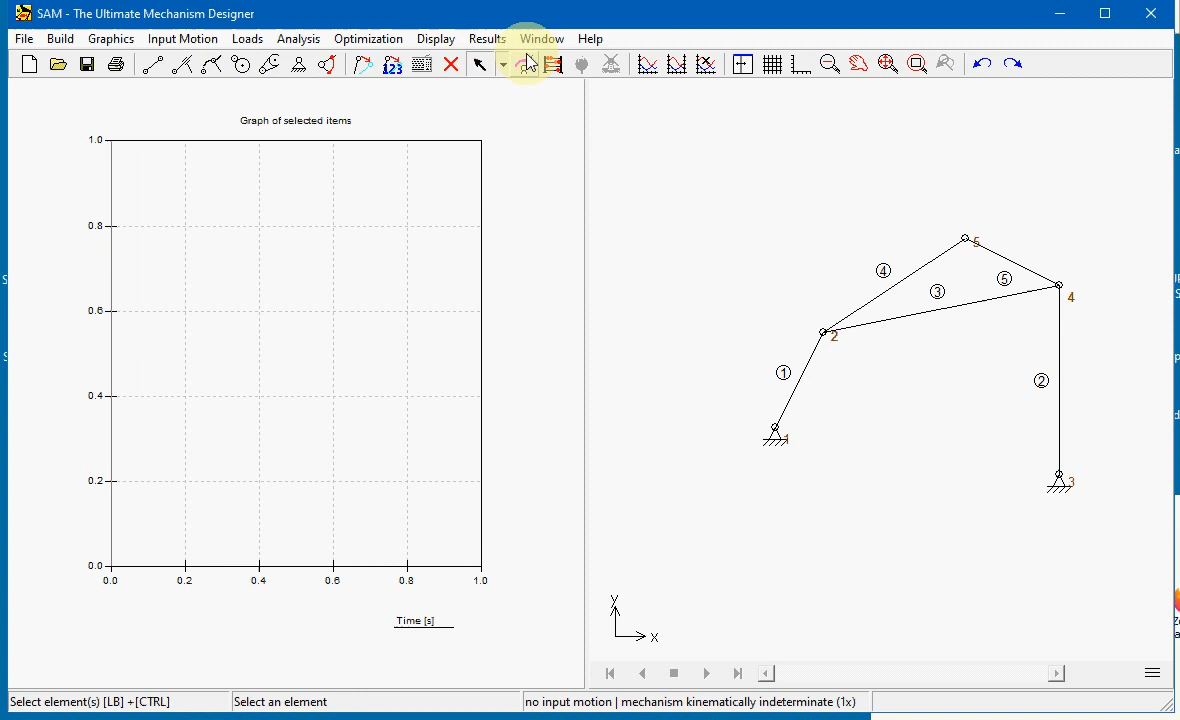 SAM - The Ultimate Mechanism Designer
File Build Graphics Input Motion Loads Analysis Optimization Display Results Window Help
123
Graph of selected items
1.0
0.8
0.6
0.4
0.2
0.0
0.0 0.2 0.4 0.6 0.8 1.0
Time [s]
5
4
5
3
4
2
1
2
1
3
y
x
Select element(s) [LB] +[CTRL] Select an element no input motion | mechanism kinematically indeterminate (1x)